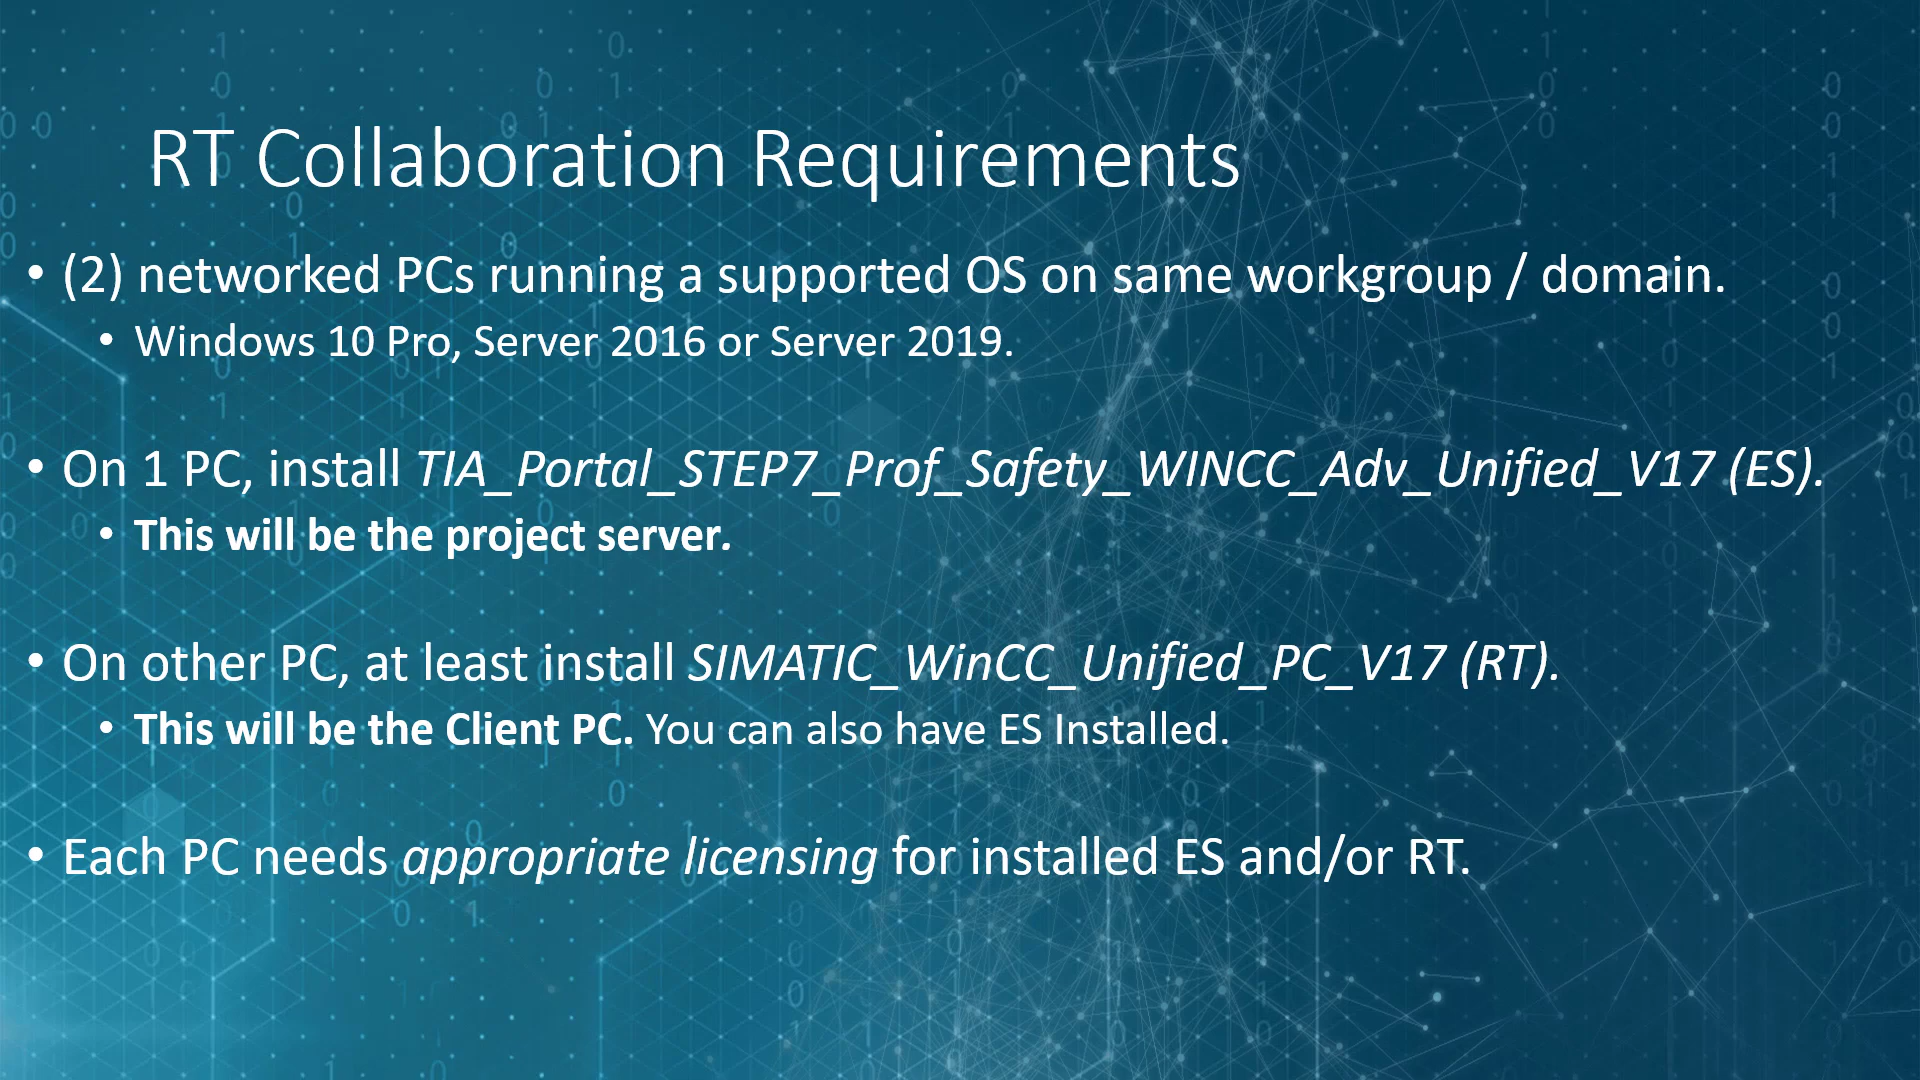 RT Collaboration Requirements
• (2) networked PCs running a supported OS on same workgroup / domain.
• Windows 10 Pro, Server 2016 or Server 2019.
• On 1 PC, install TIA_Portal_STEP7_Prof_Safety_WINCC_Adv_Unified_V17 (ES).
• This will be the project server.
• On other PC, at least install SIMATIC_WinCC_Unified_PC_V17 (RT).
• This will be the Client PC. You can also have ES Installed.
• Each PC needs appropriate licensing for installed ES and/or RT.